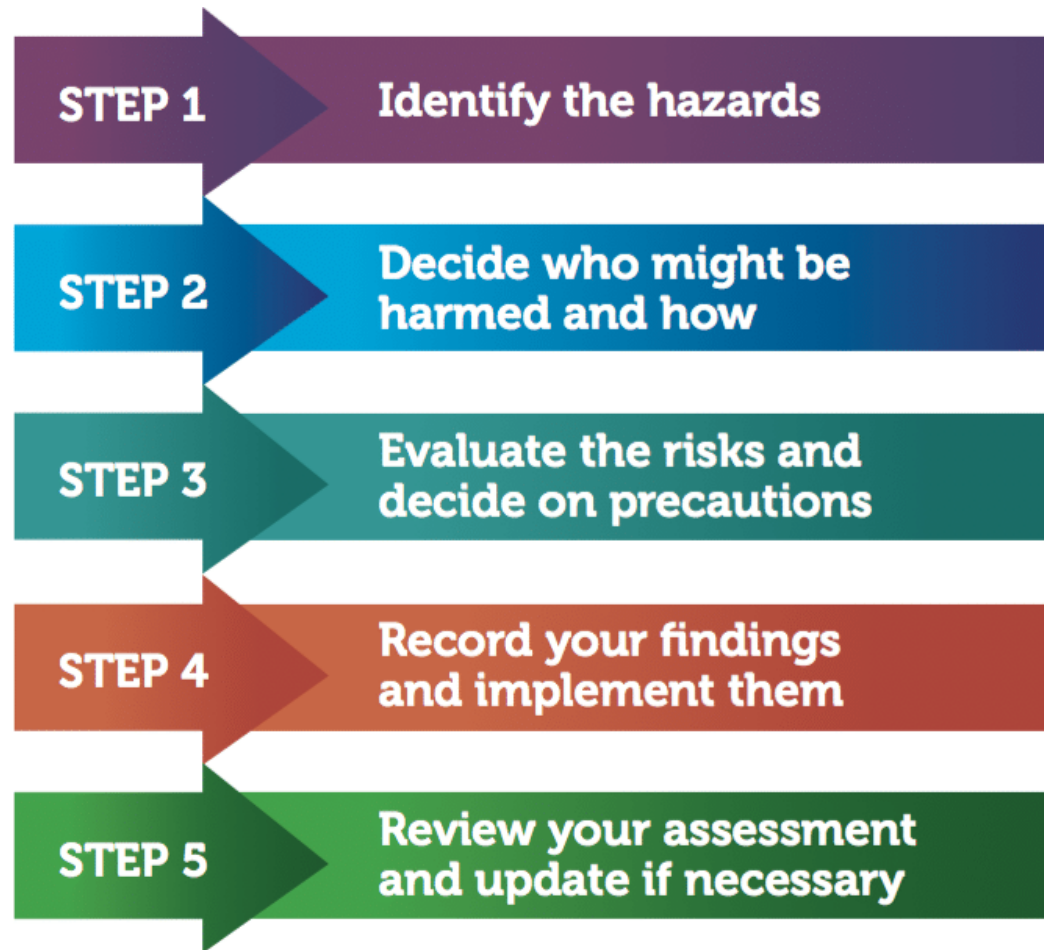 STEP 1
Identify the hazards
STEP 2
Decide who might be
harmed and how
STEP 3
Evaluate the risks and
decide on precautions
STEP 4
Record your findings
and implement them
STEP 5
Review your assessment
and update if necessary